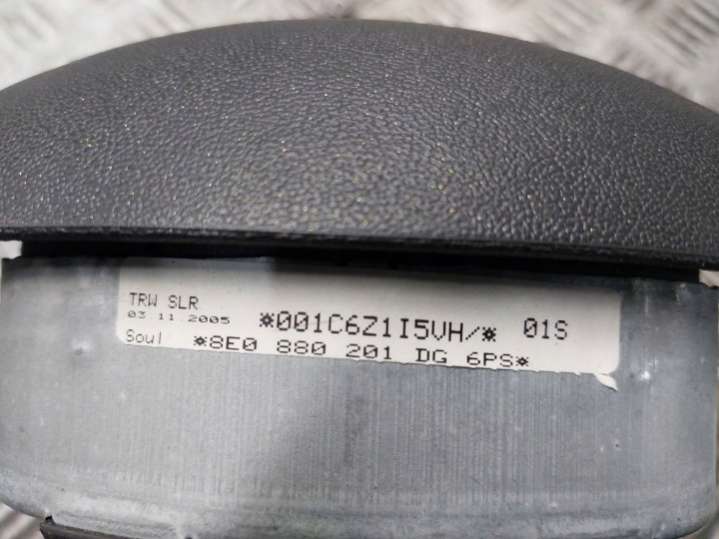 TRW SLR
03 11 2005 *001C6Z1I5VH/* 01S
Soul *8E0 880 201 DG 6PS*